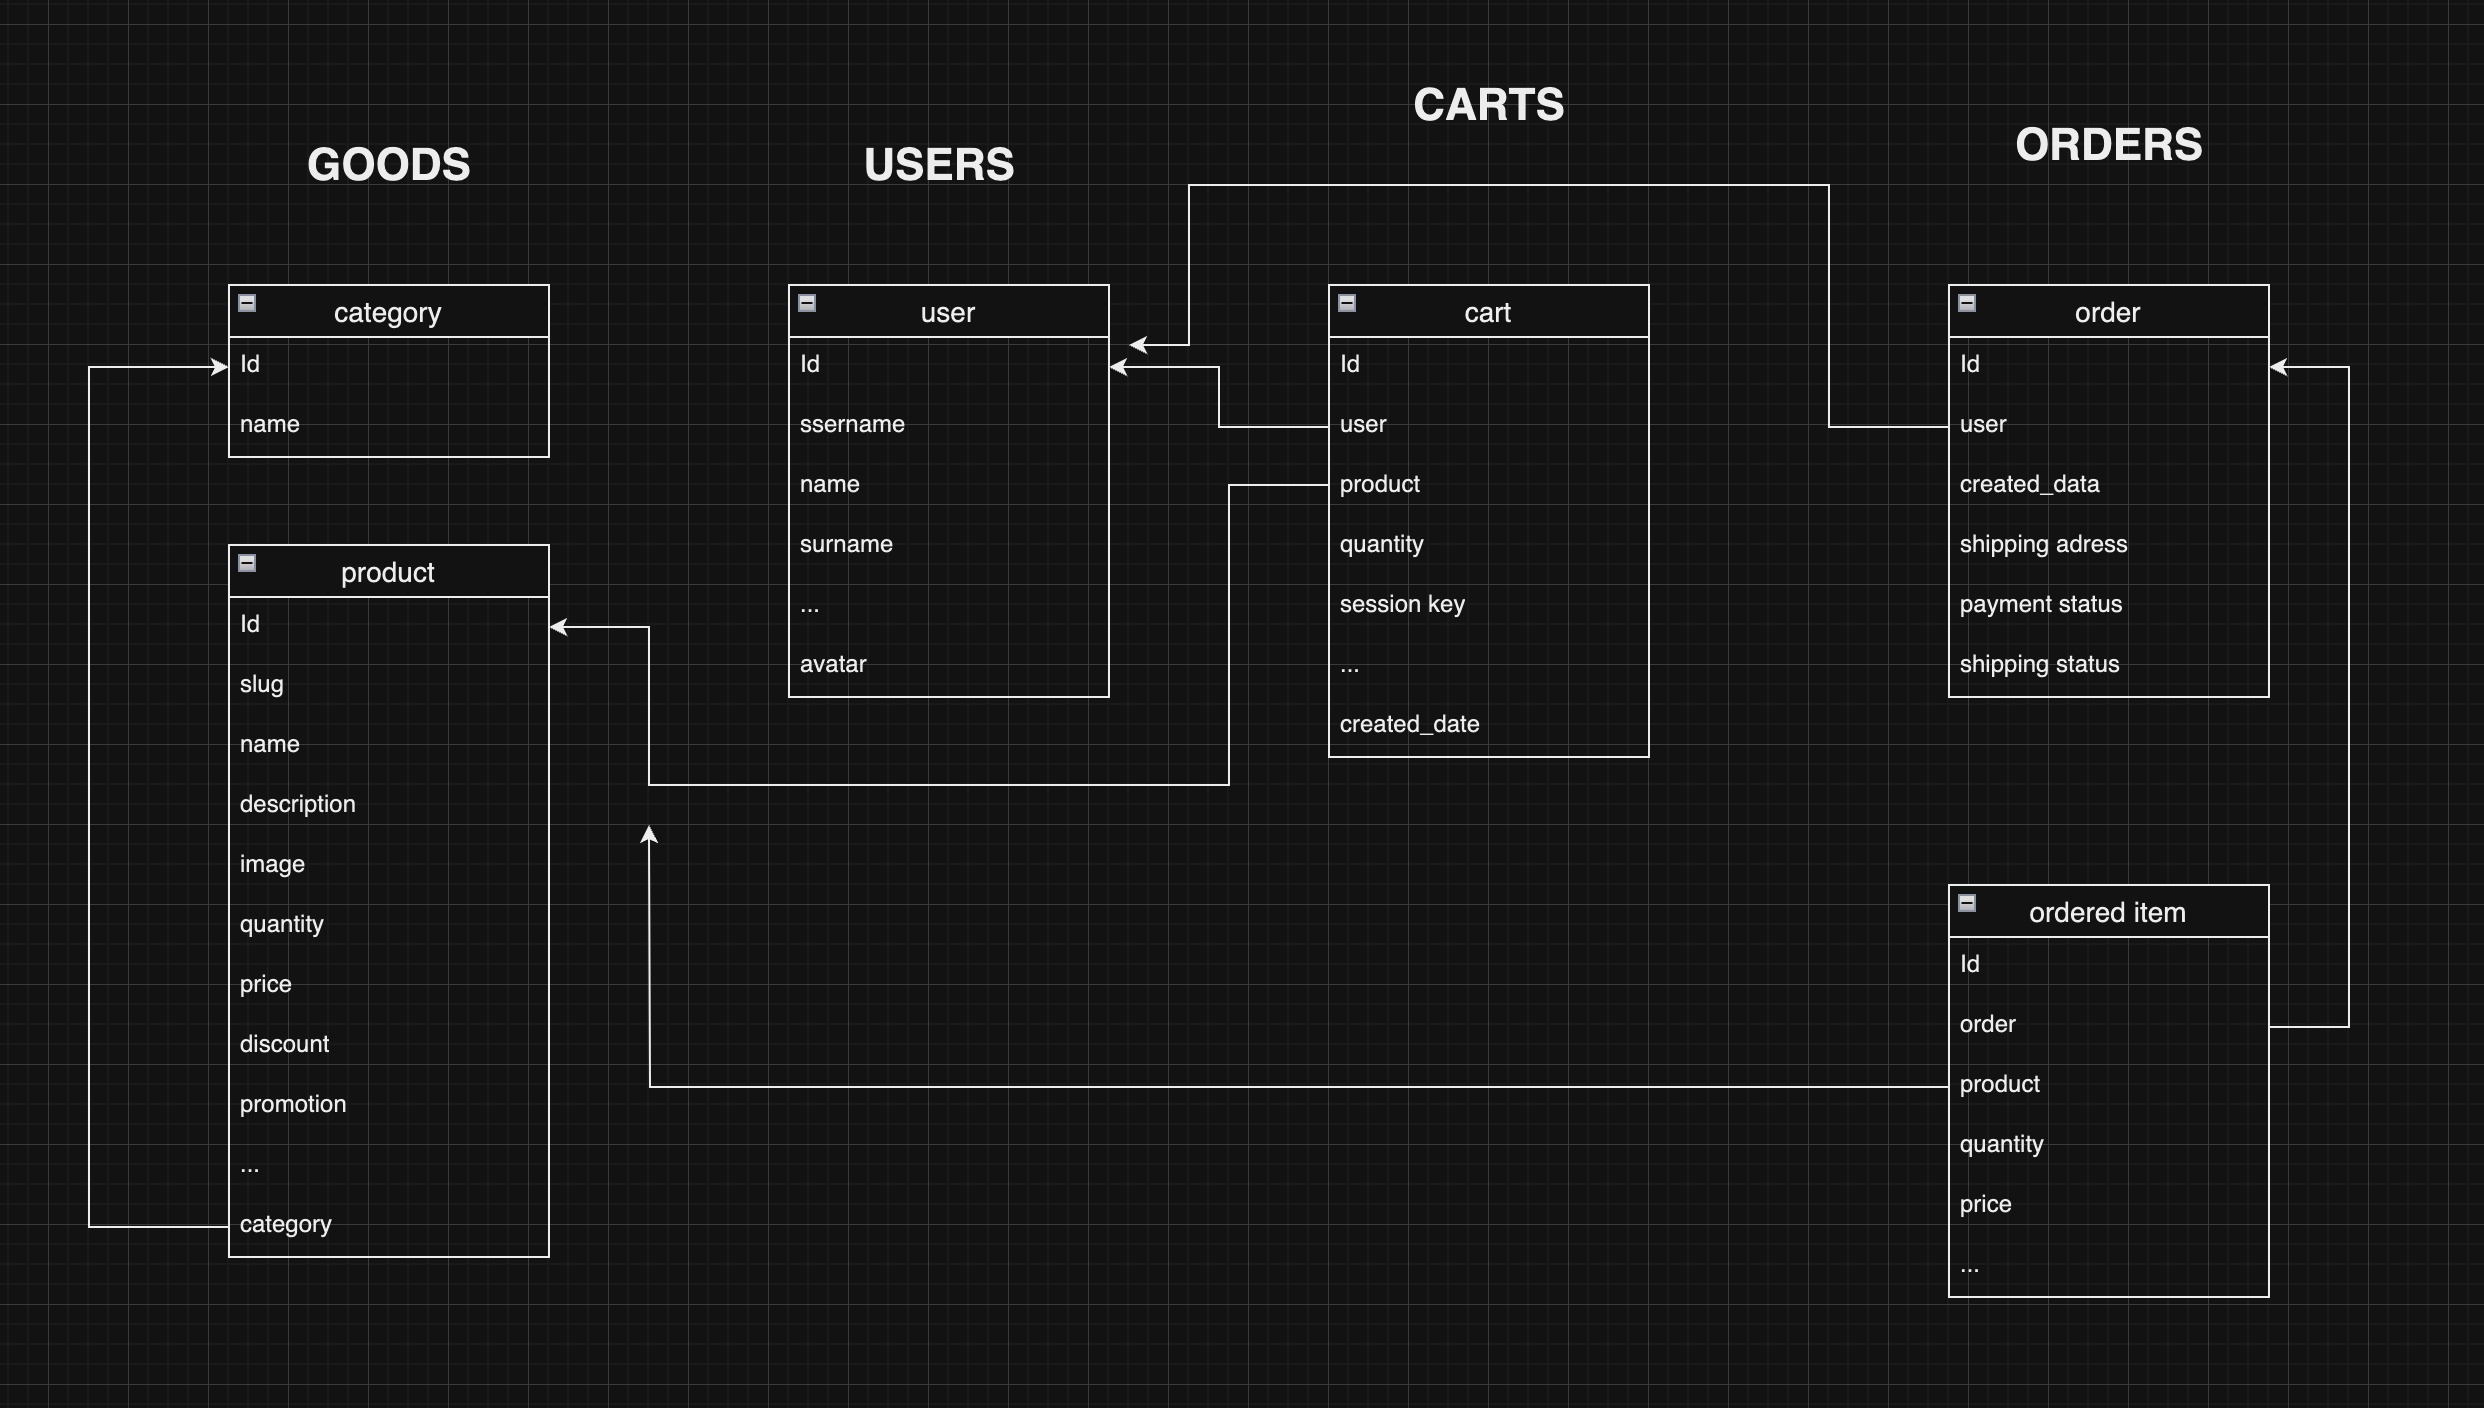 GOODS
USERS
CARTS
ORDERS
category
Id
name
product
Id
slug
name
description
image
quantity
price
discount
promotion
...
category
user
Id
ssername
name
surname
...
avatar
cart
Id
user
product
quantity
session key
...
created_date
order
Id
user
created_data
shipping adress
payment status
shipping status
ordered item
Id
order
product
quantity
price
...